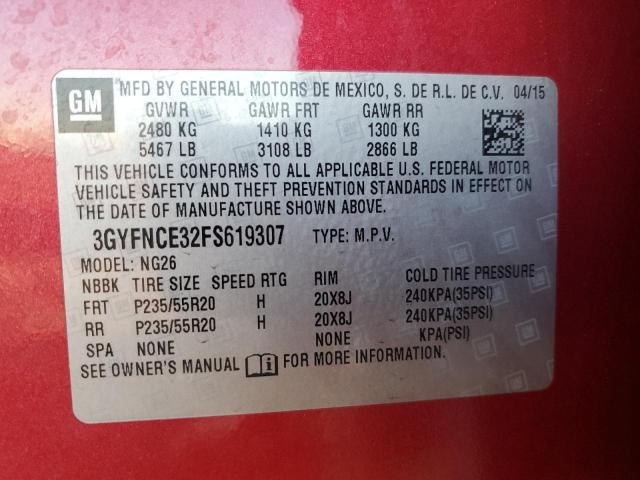 GM
MFD BY GENERAL MOTORS DE MEXICO, S. DE R.L. DE C.V. 04/15
GVWR GAWR FRT GAWR RR
2480 KG 1410 KG 1300 KG
5467 LB 3108 LB 2866 LB
THIS VEHICLE CONFORMS TO ALL APPLICABLE U.S. FEDERAL MOTOR
VEHICLE SAFETY AND THEFT PREVENTION STANDARDS IN EFFECT ON
THE DATE OF MANUFACTURE SHOWN ABOVE.
3GYFNCE32FS619307 TYPE: M.P.V.
MODEL: NG26
NBBK TIRE SIZE SPEED RTG RIM COLD TIRE PRESSURE
FRT P235/55R20 H 20X8J 240KPA(35PSI)
RR P235/55R20 H 20X8J 240KPA(35PSI)
SPA NONE NONE KPA(PSI)
SEE OWNER'S MANUAL FOR MORE INFORMATION.